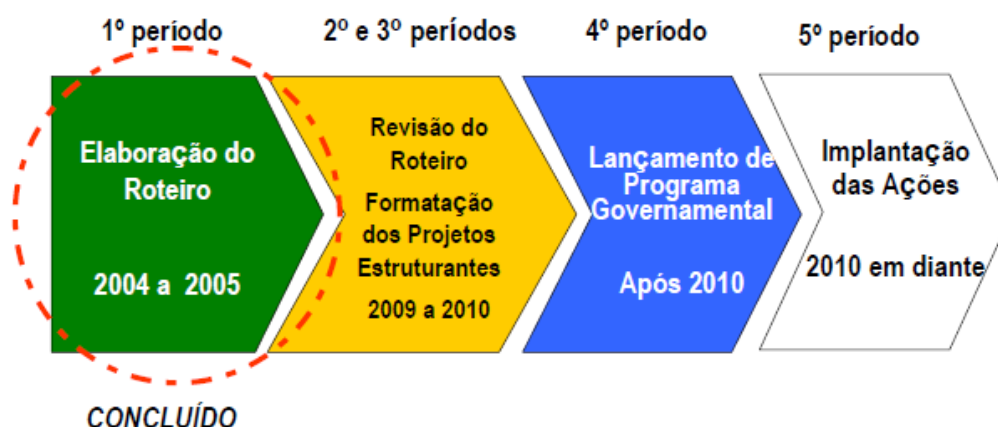 1º período
2º e 3º períodos
4º período
5º período
Elaboração do
Roteiro
2004 a 2005
Revisão do
Roteiro
Formatação
dos Projetos
Estruturantes
2009 a 2010
Lançamento de
Programa
Governamental
Após 2010
Implantação
das Ações
2010 em diante
CONCLUÍDO